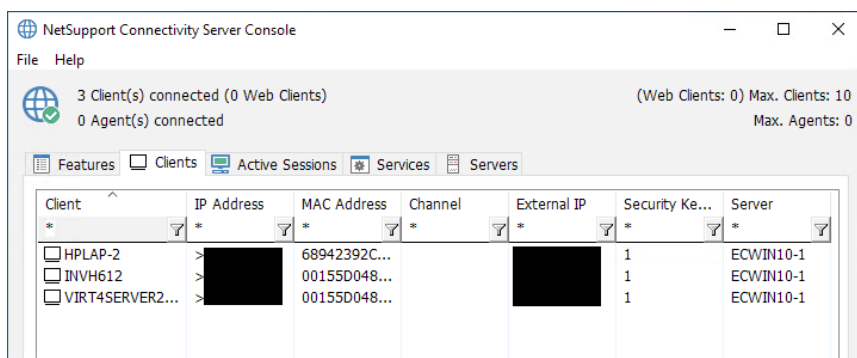 NetSupport Connectivity Server Console
File Help
3 Client(s) connected (0 Web Clients) (Web Clients: 0) Max. Clients: 10
0 Agent(s) connected Max. Agents: 0
Features Clients Active Sessions Services Servers
Client IP Address MAC Address Channel External IP Security Ke... Server
* * * * * * *
HPLAP-2 > 68942392C... 1 ECWIN10-1
INVH612 > 00155D048... 1 ECWIN10-1
VIRT4SERVER2... > 00155D048... 1 ECWIN10-1